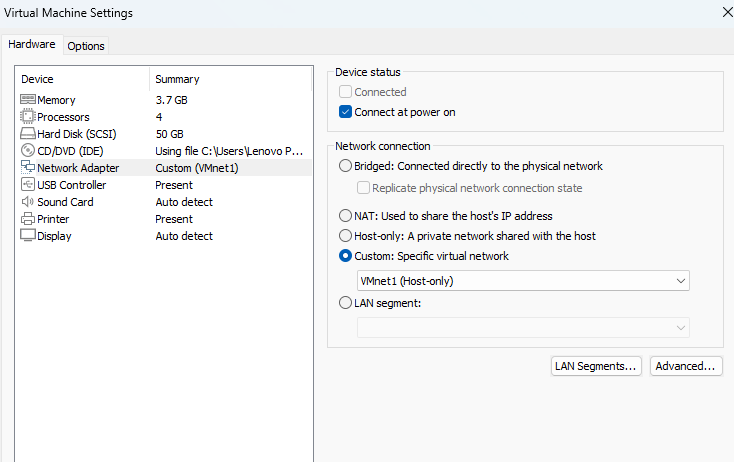 Virtual Machine Settings
Hardware
Options
Device Summary
Memory 3.7 GB
Processors 4
Hard Disk (SCSI) 50 GB
CD/DVD (IDE) Using file C:\Users\Lenovo P...
Network Adapter Custom (VMnet1)
USB Controller Present
Sound Card Auto detect
Printer Present
Display Auto detect
Device status
Connected
Connect at power on
Network connection
Bridged: Connected directly to the physical network
Replicate physical network connection state
NAT: Used to share the host's IP address
Host-only: A private network shared with the host
Custom: Specific virtual network
VMnet1 (Host-only)
LAN segment:
LAN Segments...
Advanced...